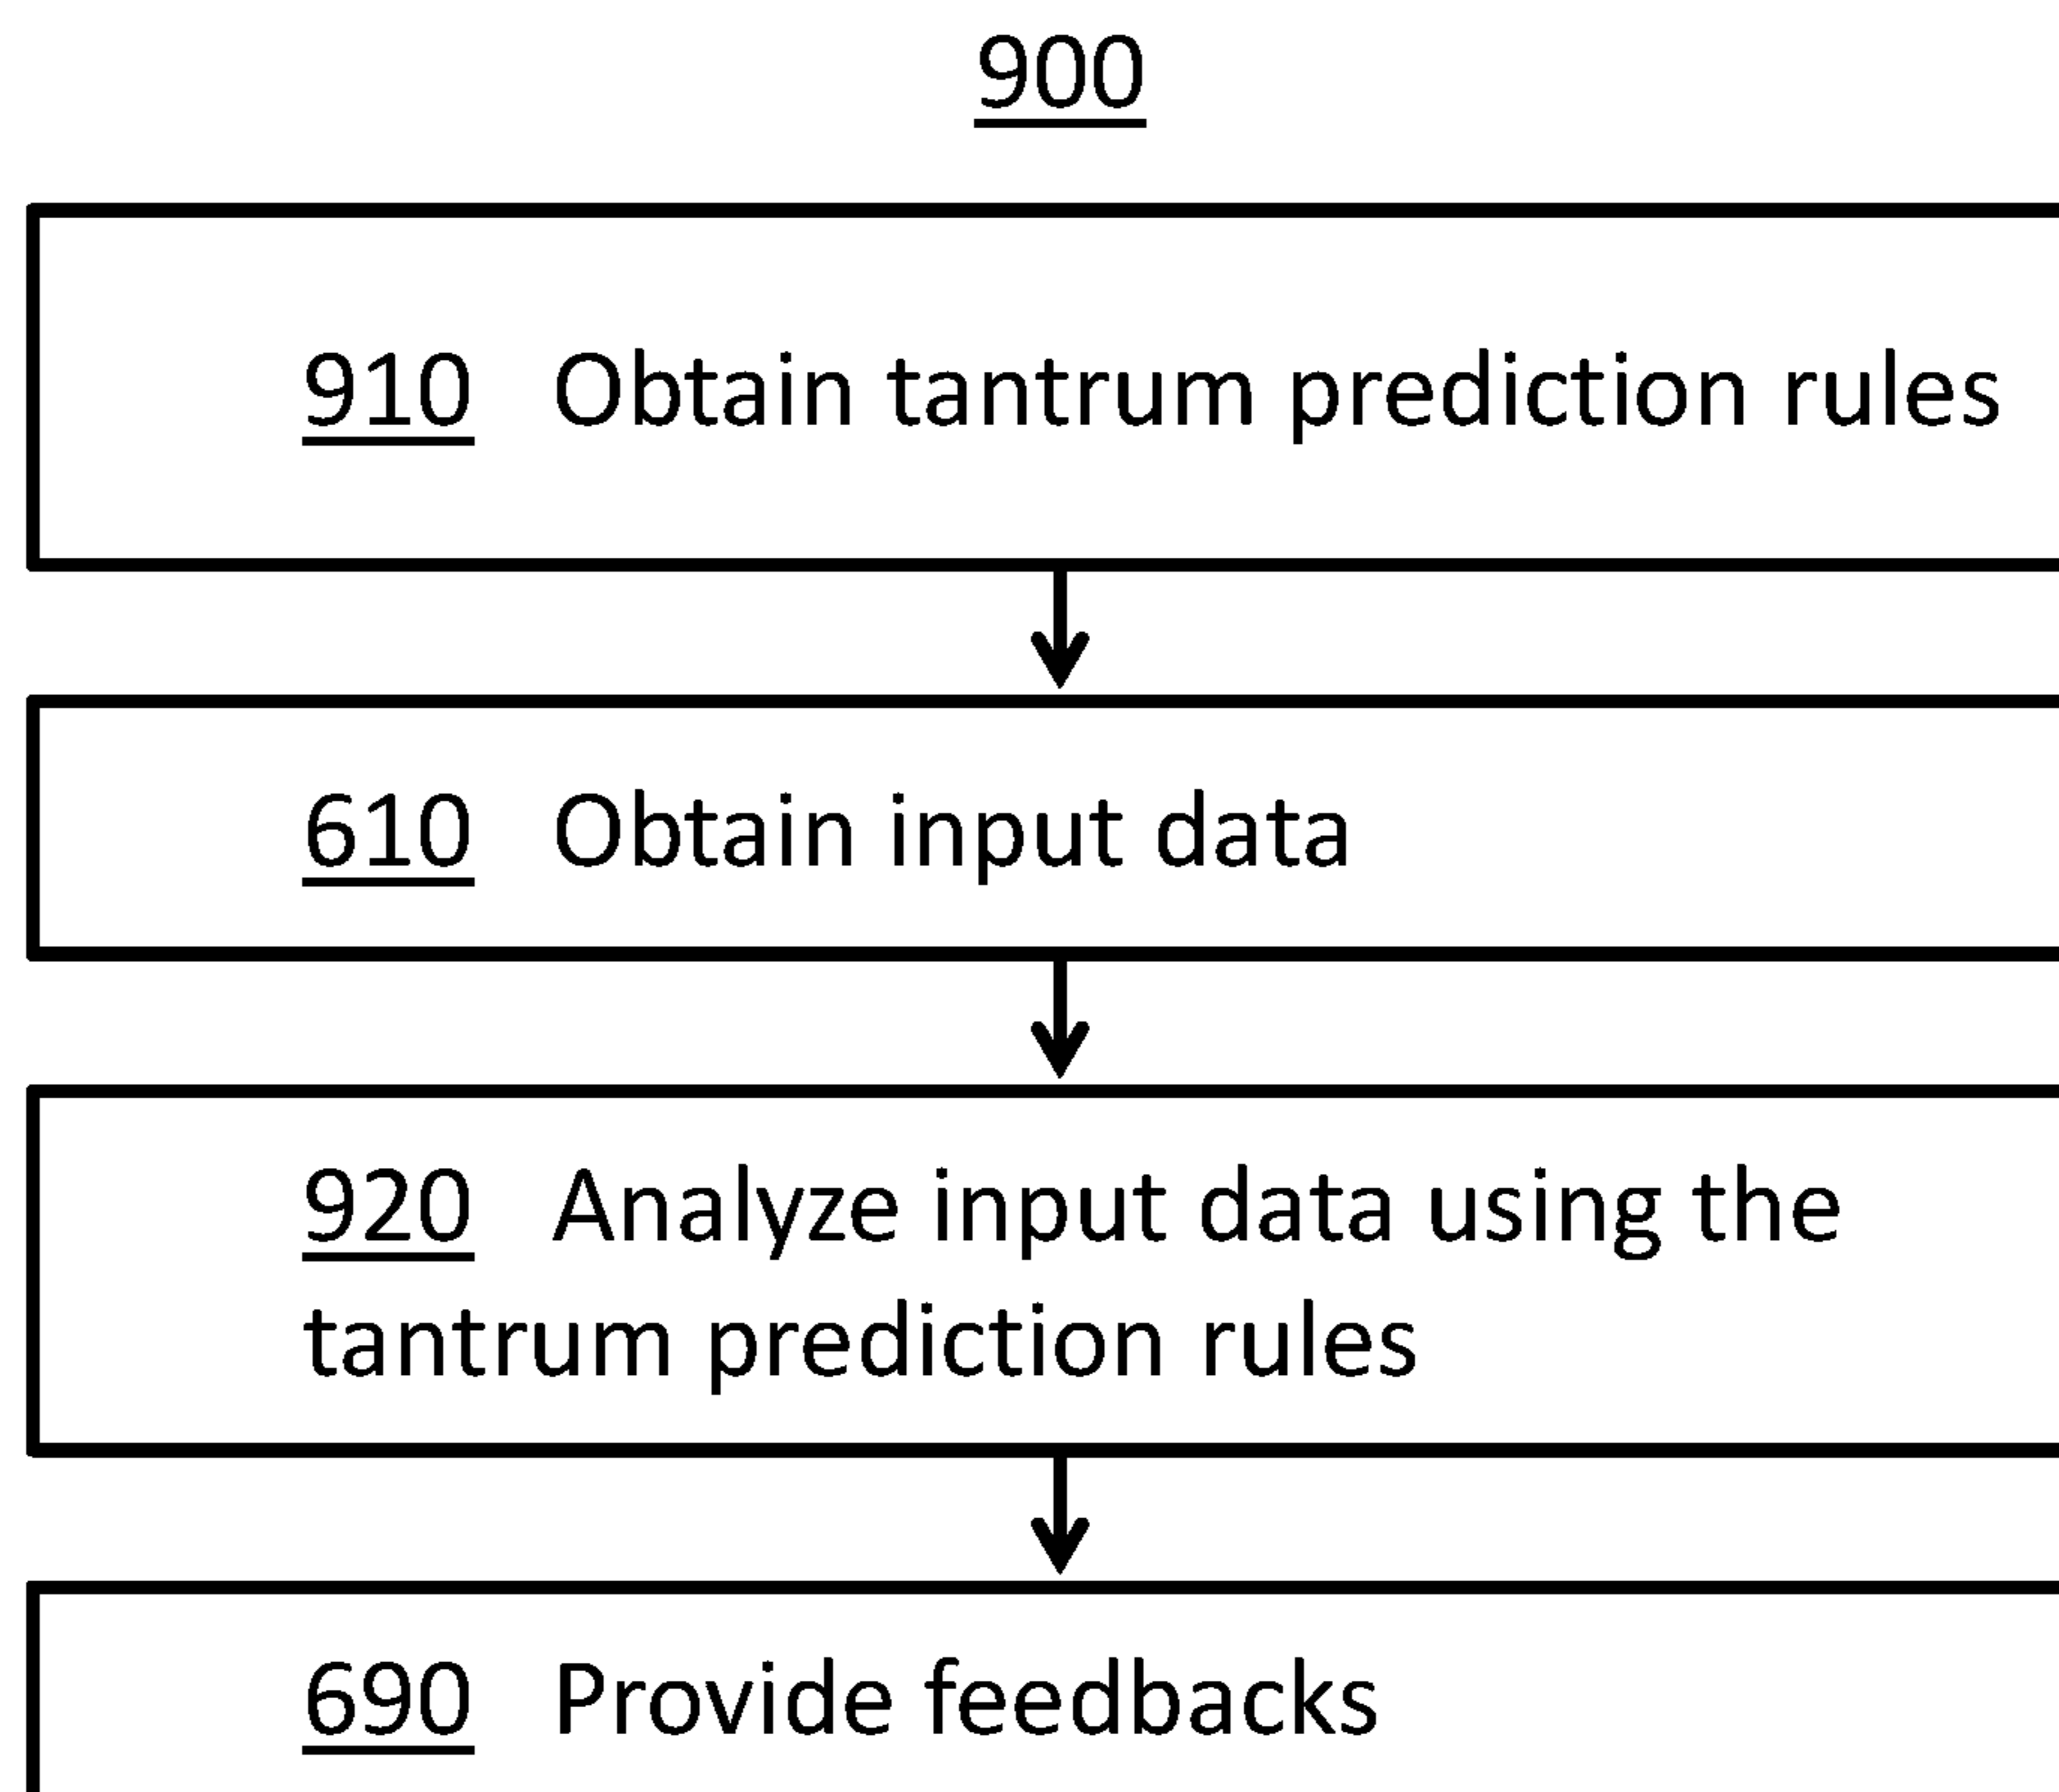 900
910 Obtain tantrum prediction rules
610 Obtain input data
920 Analyze input data using the
tantrum prediction rules
690 Provide feedbacks